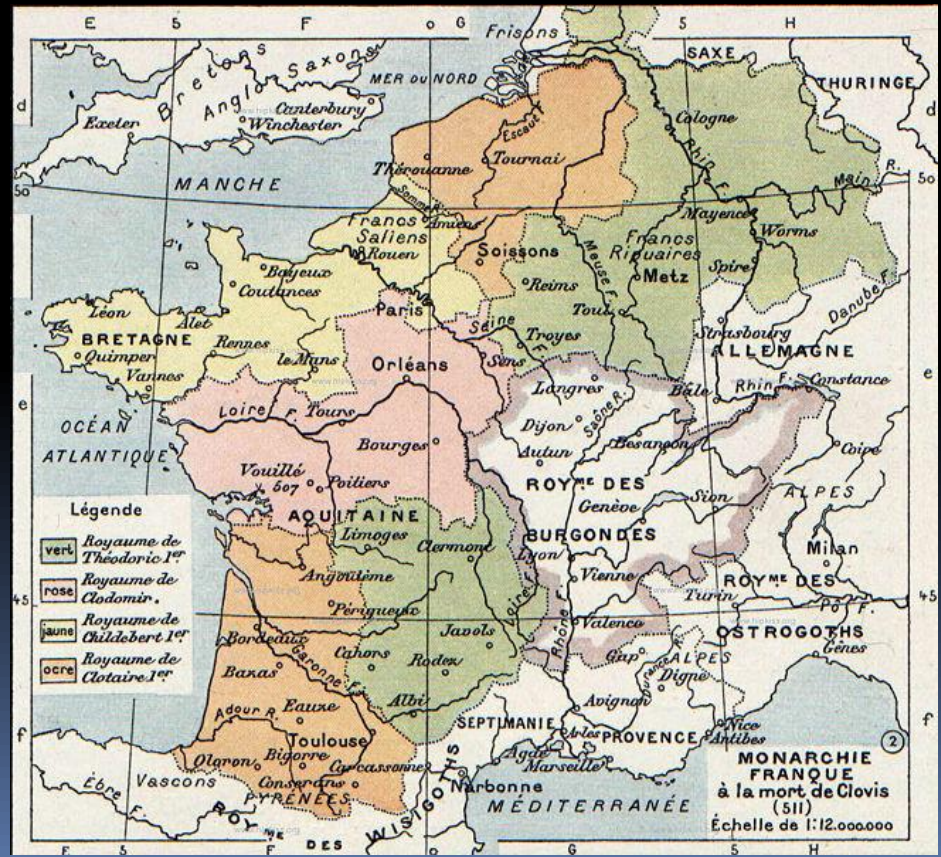 E S F O G 5 H
Frisons
SAXE
MER DU NORD
THURINGE
Bretons
Anglo Saxons
d
d
Canterbury
Exeter
Winchester
Cologne
Escaut F.
Rhin F.
Thérouanne
Tournai
R.
Main
50
50
MANCHE
Somme
Mayence
Francs
Saliens
Amiens
Worms
Rouen
Soissons
Francs
Ripuaires
Bayeux
Meuse F.
Metz
Spire
Coutances
Reims
Danube F.
Paris
Toul
Léon
Alet
Seine
F.
Troyes
Strasbourg
BRETAGNE
Rennes
ALLEMAGNE
Quimper
le Mans
Orléans
Sens
Vannes
Langres
Bâle
Rhin F.
Constance
e
e
Loire F.
Tours
Dijon
Saône R.
OCÉAN
ATLANTIQUE
Bourges
Autun
Besançon
Coire
Vouillé
507
Poitiers
ROYME DES
BURGONDES
Genève
Sion
ALPES
Légende
AQUITAINE
vert Royaume de
Théodoric 1er
Limoges
Clermont
Lyon
Milan
rose Royaume de
Clodomir.
Angoulême
Vienne
ROYME DES
OSTROGOTHS
45
45
Périgueux
Loire F.
Turin
Pô F.
jaune Royaume de
Childebert 1er
Bordeaux
Javols
Rhône F.
Valence
Gênes
ocre Royaume de
Clotaire 1er
Garonne F.
Cahors
Gap
ALPES
Bazas
Rodez
Durance R.
Digne
Albi
Adour R.
Eauze
Avignon
SEPTIMANIE
Nice
f
f
Toulouse
Arles
PROVENCE
Antibes
2
Oloron
Bigorre
Carcassonne
Agde
Marseille
Conserans
Narbonne
Èbre F.
Vascons
PYRÉNÉES
MÉDITERRANÉE
ROYME DES WISIGOTHS
MONARCHIE
FRANQUE
à la mort de Clovis
(511)
Échelle de 1:12.000.000
E S F O G H